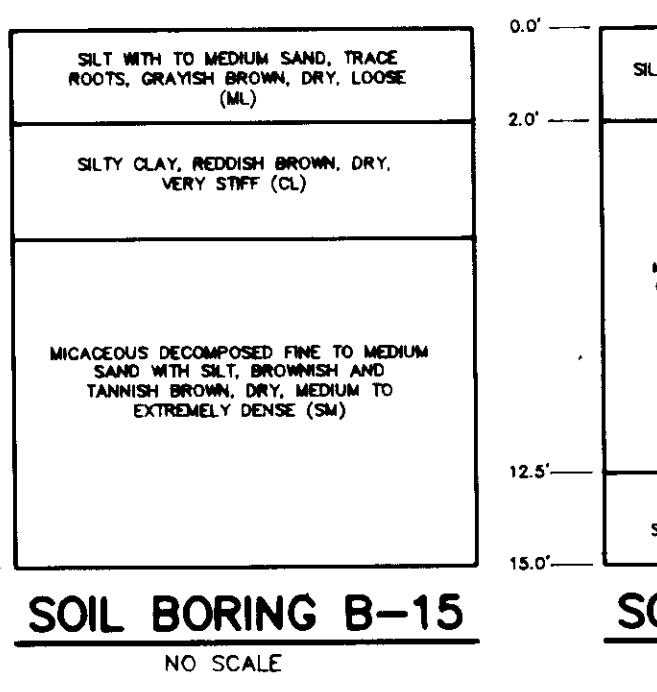 SILT WITH TO MEDIUM SAND, TRACE
ROOTS, GRAYISH BROWN, DRY, LOOSE
(ML)
SILTY CLAY, REDDISH BROWN, DRY,
VERY STIFF (CL)
MICACEOUS DECOMPOSED FINE TO MEDIUM
SAND WITH SILT, BROWNISH AND
TANNISH BROWN, DRY, MEDIUM TO
EXTREMELY DENSE (SM)
SOIL BORING B-15
NO SCALE
0.0'
2.0'
12.5'
15.0'